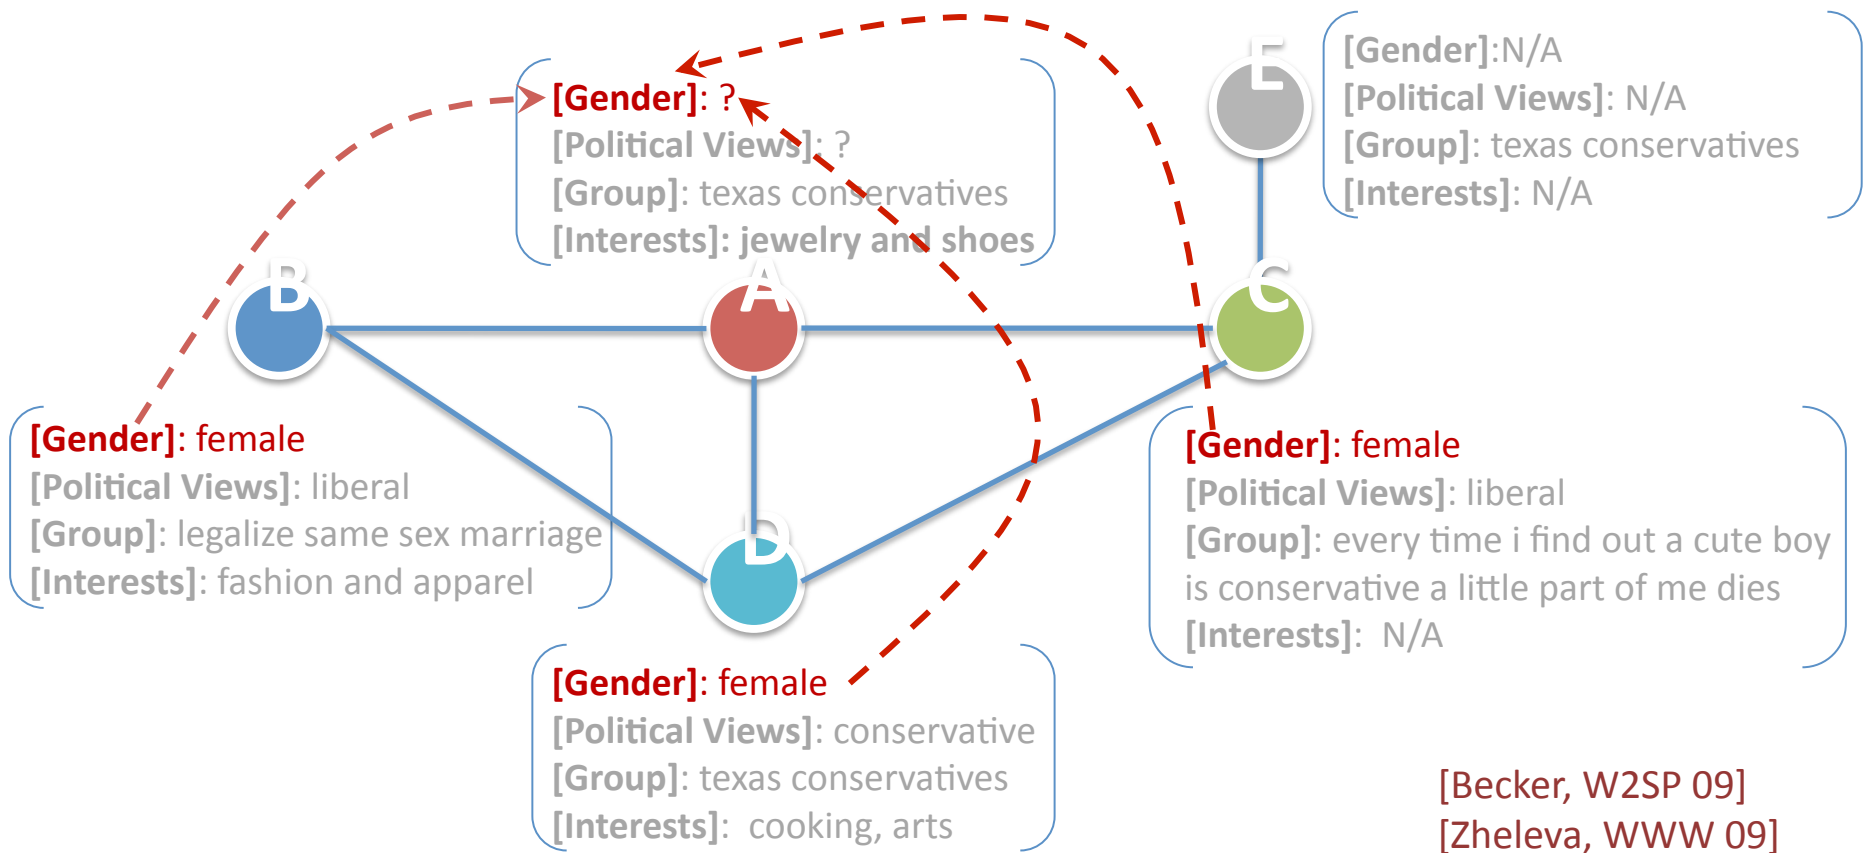 [Gender]: ?
[Political Views]: ?
[Group]: texas conservatives
[Interests]: jewelry and shoes
E
[Gender]:N/A
[Political Views]: N/A
[Group]: texas conservatives
[Interests]: N/A
B
A
C
[Gender]: female
[Political Views]: liberal
[Group]: legalize same sex marriage
[Interests]: fashion and apparel
D
[Gender]: female
[Political Views]: liberal
[Group]: every time i find out a cute boy
is conservative a little part of me dies
[Interests]: N/A
[Gender]: female
[Political Views]: conservative
[Group]: texas conservatives
[Interests]: cooking, arts
[Becker, W2SP 09]
[Zheleva, WWW 09]